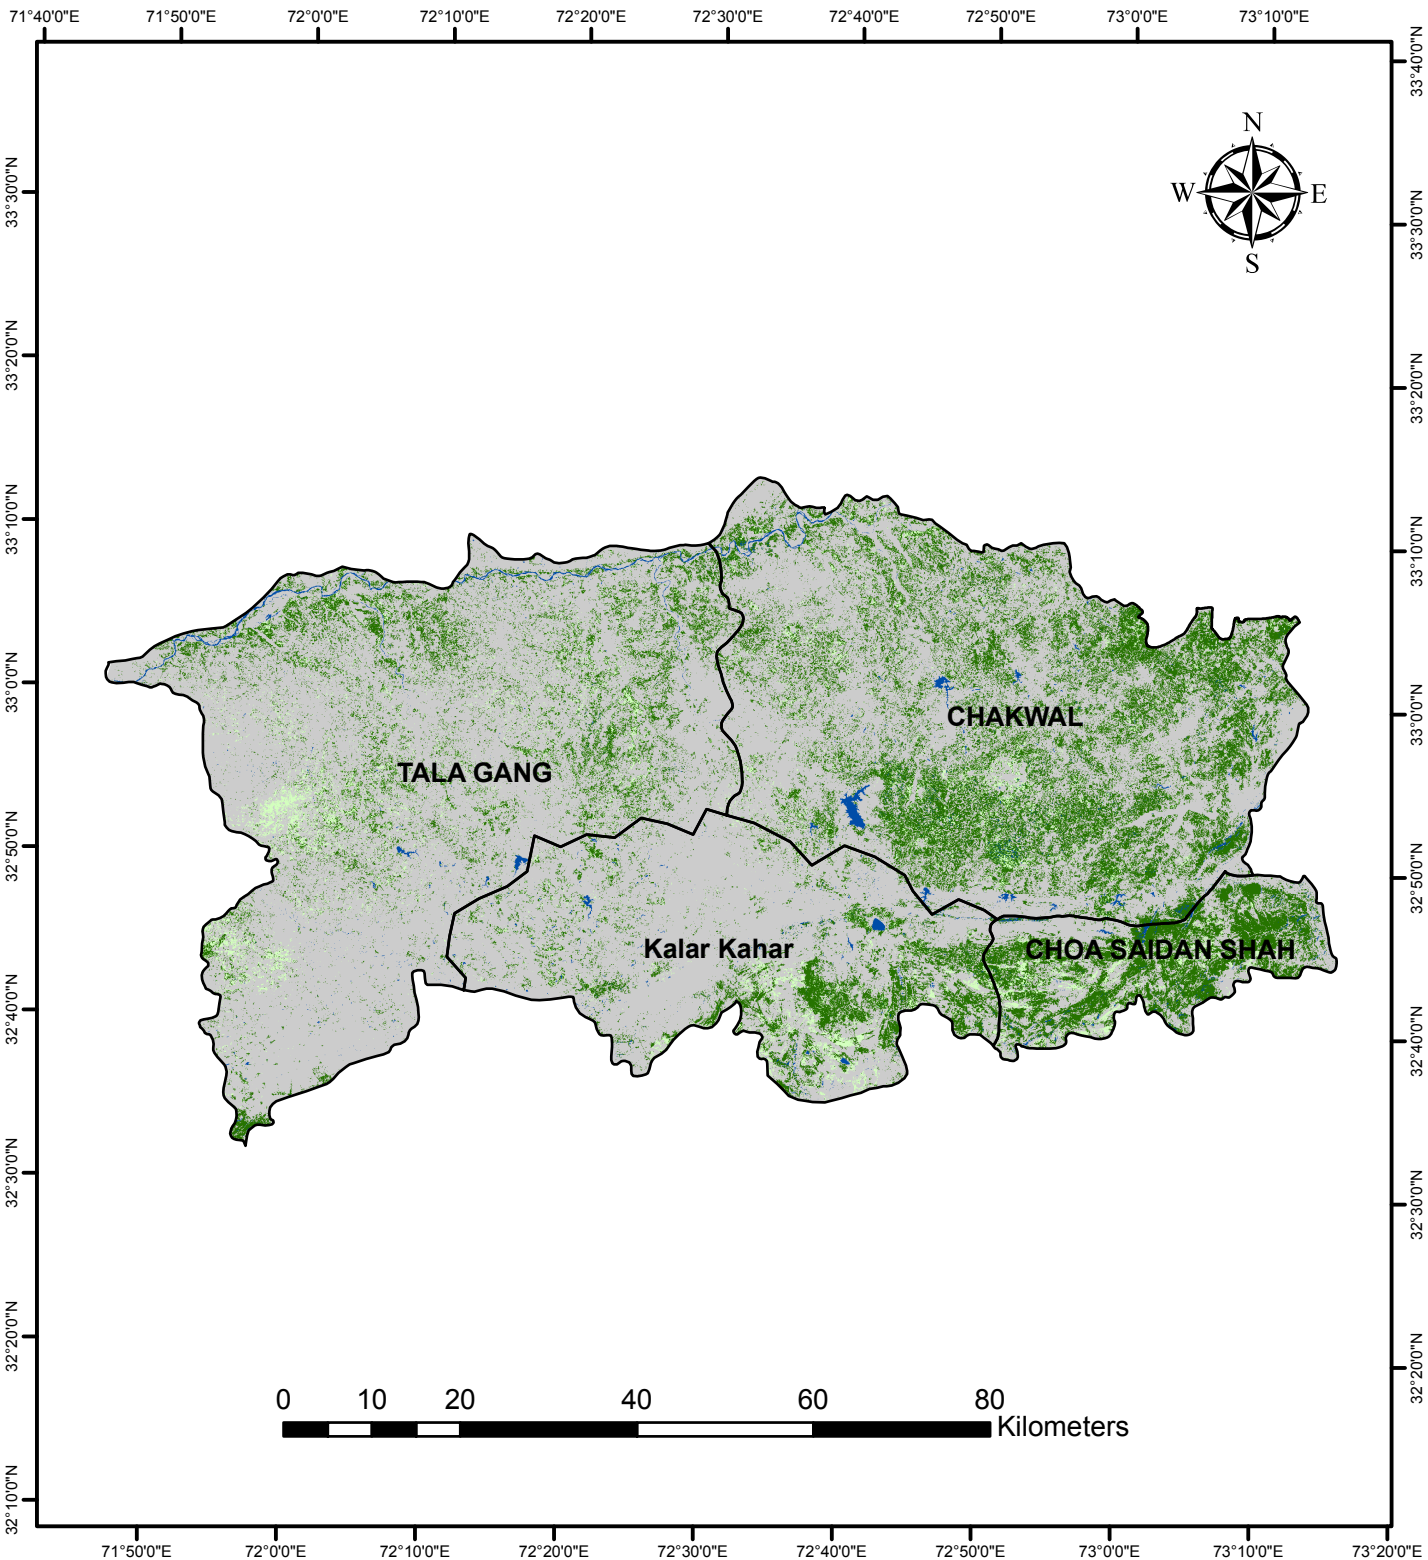 71°40'0"E 71°50'0"E 72°0'0"E 72°10'0"E 72°20'0"E 72°30'0"E 72°40'0"E 72°50'0"E 73°0'0"E 73°10'0"E
33°40'0"N
N
33°30'0"N
W E
33°30'0"N
S
33°20'0"N
33°20'0"N
33°10'0"N
33°10'0"N
33°0'0"N
33°0'0"N
CHAKWAL
TALA GANG
32°50'0"N
32°50'0"N
Kalar Kahar
CHOA SAIDAN SHAH
32°40'0"N
32°40'0"N
32°30'0"N
32°30'0"N
32°20'0"N
32°20'0"N
0 10 20 40 60 80
Kilometers
32°10'0"N
71°50'0"E 72°0'0"E 72°10'0"E 72°20'0"E 72°30'0"E 72°40'0"E 72°50'0"E 73°0'0"E 73°10'0"E 73°20'0"E